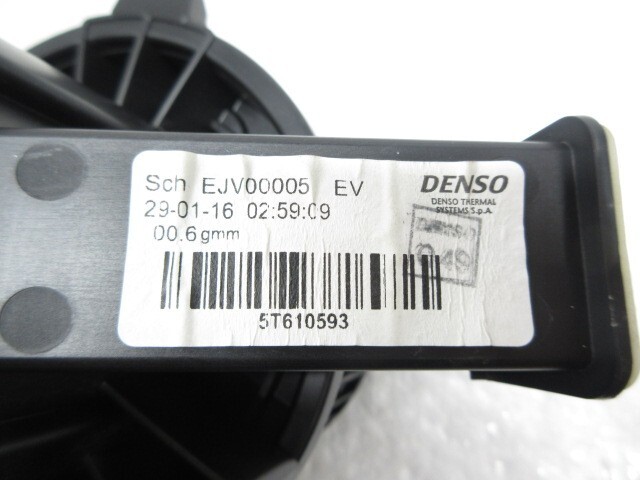 Sch EJV00005 EV
29-01-16 02:59:09
00.6gmm
5T610593
DENSO
DENSO THERMAL
SYSTEMS S.p.A.